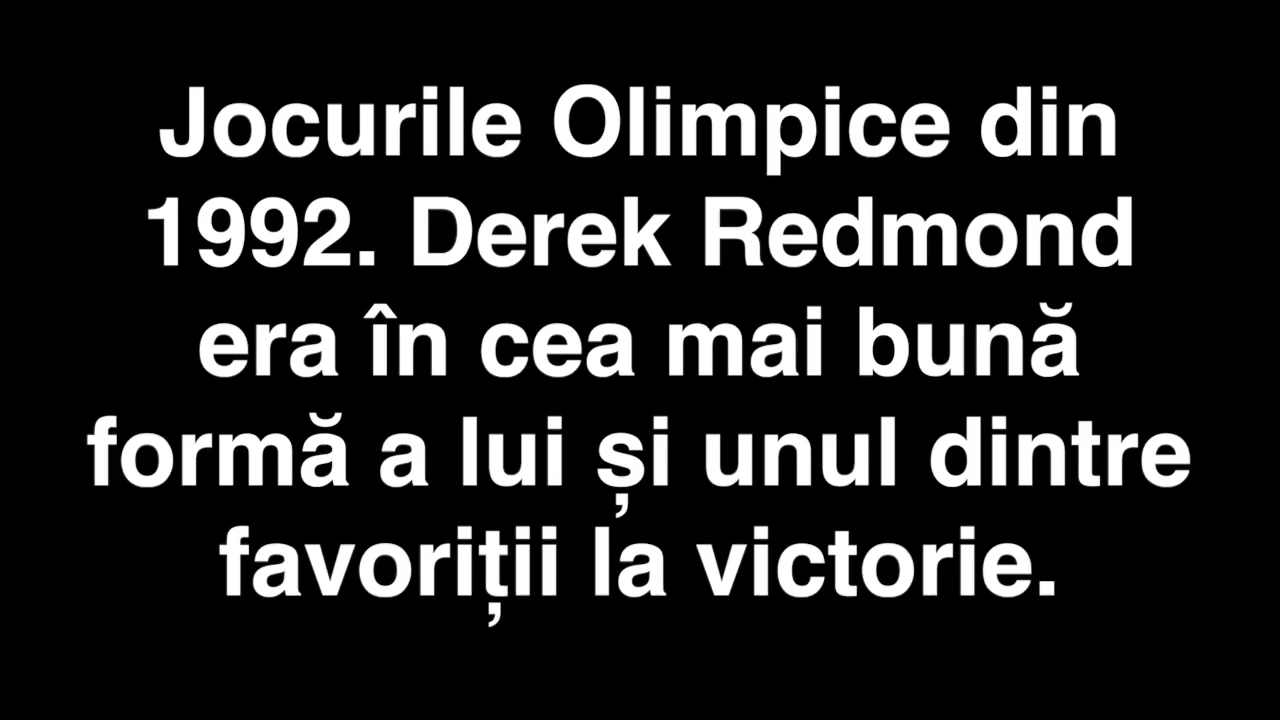 Jocurile Olimpice din
1992. Derek Redmond
era în cea mai bună
formă a lui și unul dintre
favoriții la victorie.